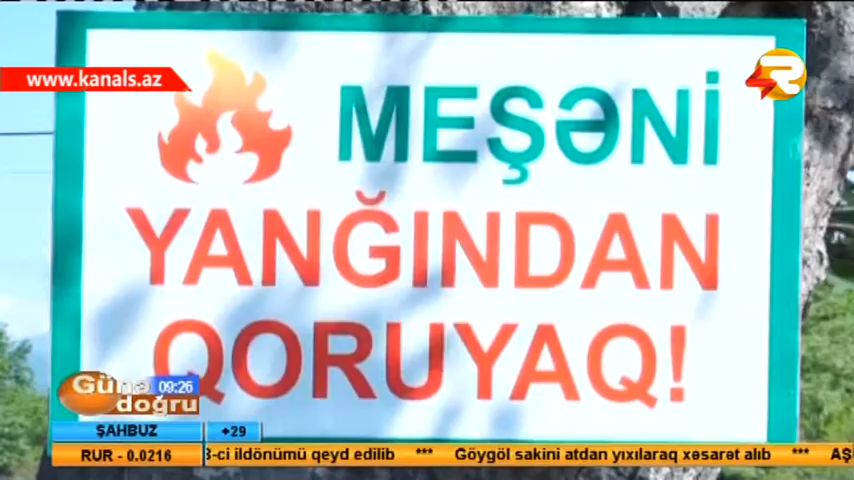 www.kanals.az
R
MEŞƏNİ
YANĞINDAN
QORUYAQ!
Günə
doğru
09:26
ŞAHBUZ +29
RUR - 0.0216
-ci ildönümü qeyd edilib *** Göygöl sakini atdan yıxılaraq xəsarət alıb *** AŞ